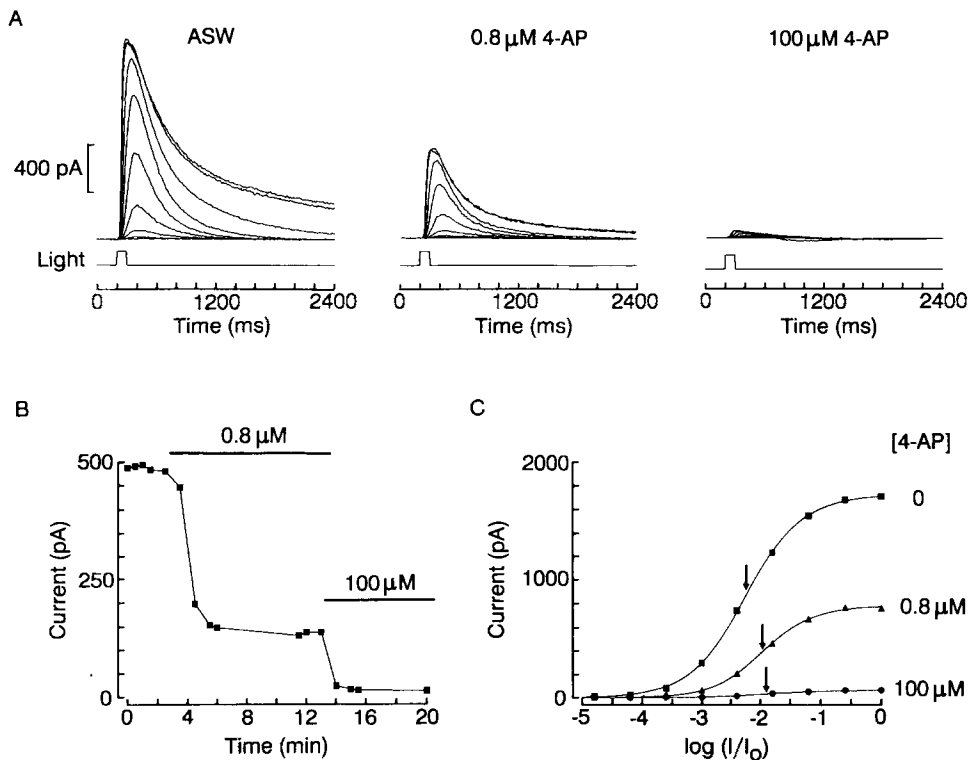 A
ASW
0.8 μM 4-AP
100 μM 4-AP
400 pA
Light
0 1200 2400
Time (ms)
0 1200 2400
Time (ms)
0 1200 2400
Time (ms)
B
0.8 μM
100 μM
500
250
0
Current (pA)
0 4 8 12 16 20
Time (min)
C
[4-AP]
2000
1000
0
Current (pA)
0
0.8 μM
100 μM
-5 -4 -3 -2 -1 0
log (I/Io)